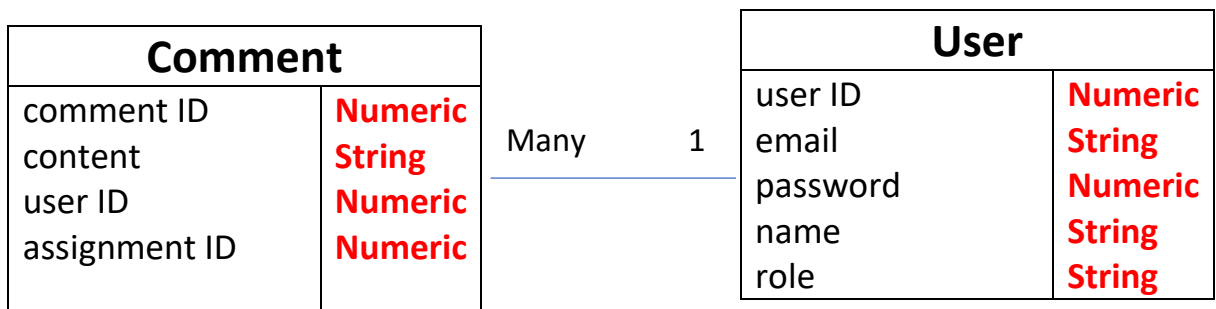 Comment
comment ID Numeric
content String
user ID Numeric
assignment ID Numeric
Many 1
User
user ID Numeric
email String
password Numeric
name String
role String